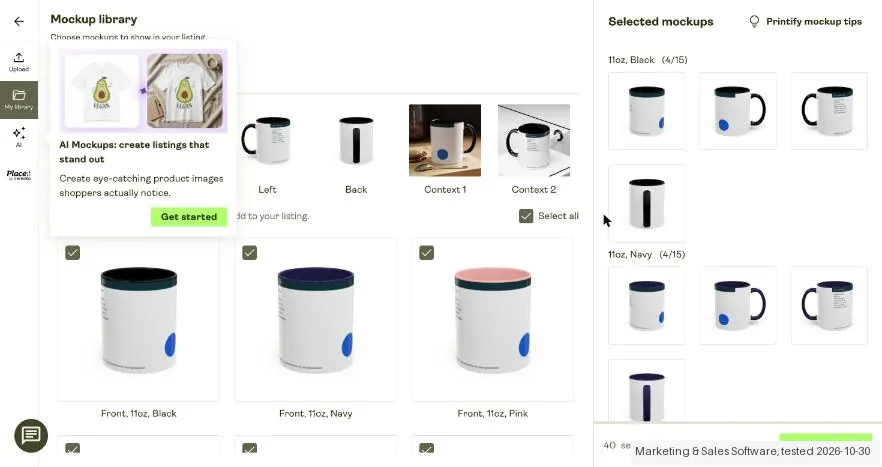 Mockup library
Choose mockups to show in your listing.
Selected mockups
Printify mockup tips
Upload
My library
AI
Placeit
VEGAN
VEGAN
AI Mockups: create listings that
stand out
Create eye-catching product images
shoppers actually notice.
Get started
Left
Back
Context 1
Context 2
dd to your listing.
Select all
Front, 11oz, Black
Front, 11oz, Navy
Front, 11oz, Pink
11oz, Black (4/15)
11oz, Navy (4/15)
40 se
Marketing & Sales Software, tested 2026-10-30